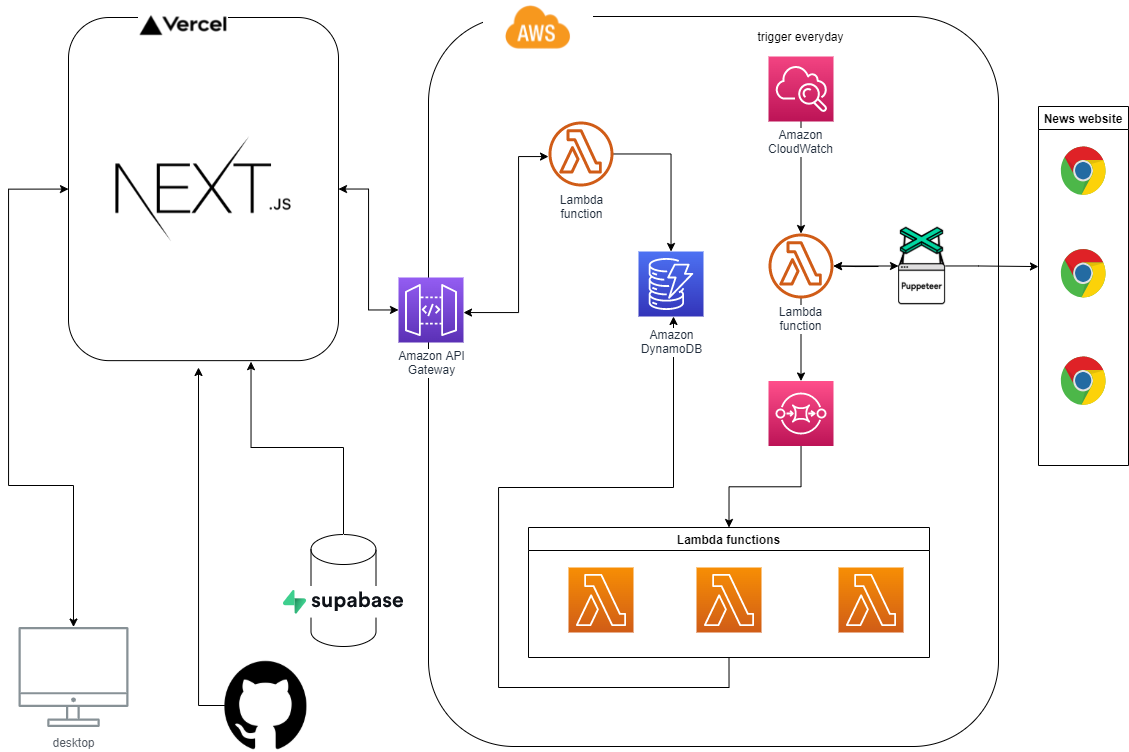 Vercel
AWS
trigger everyday
Amazon
CloudWatch
News website
NEXT.JS
Lambda
function
Lambda
function
Puppeteer
</>
Amazon API
Gateway
Amazon
DynamoDB
Lambda functions
supabase
desktop